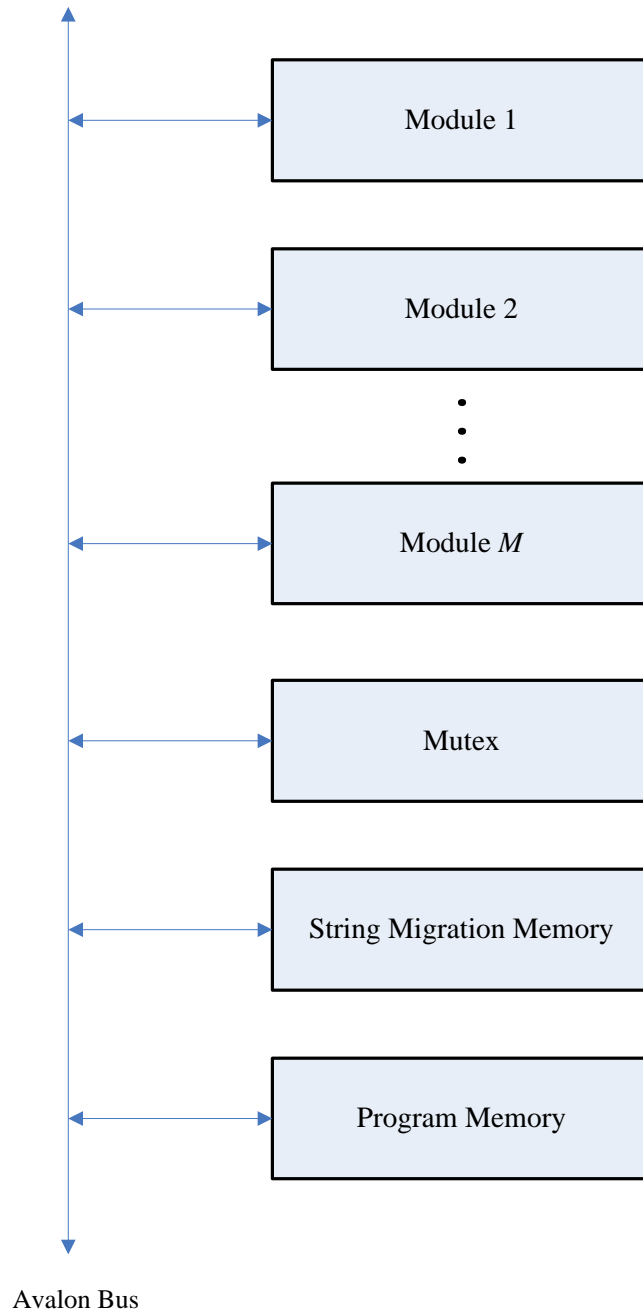 Module 1
Module 2
Module M
Mutex
String Migration Memory
Program Memory
Avalon Bus